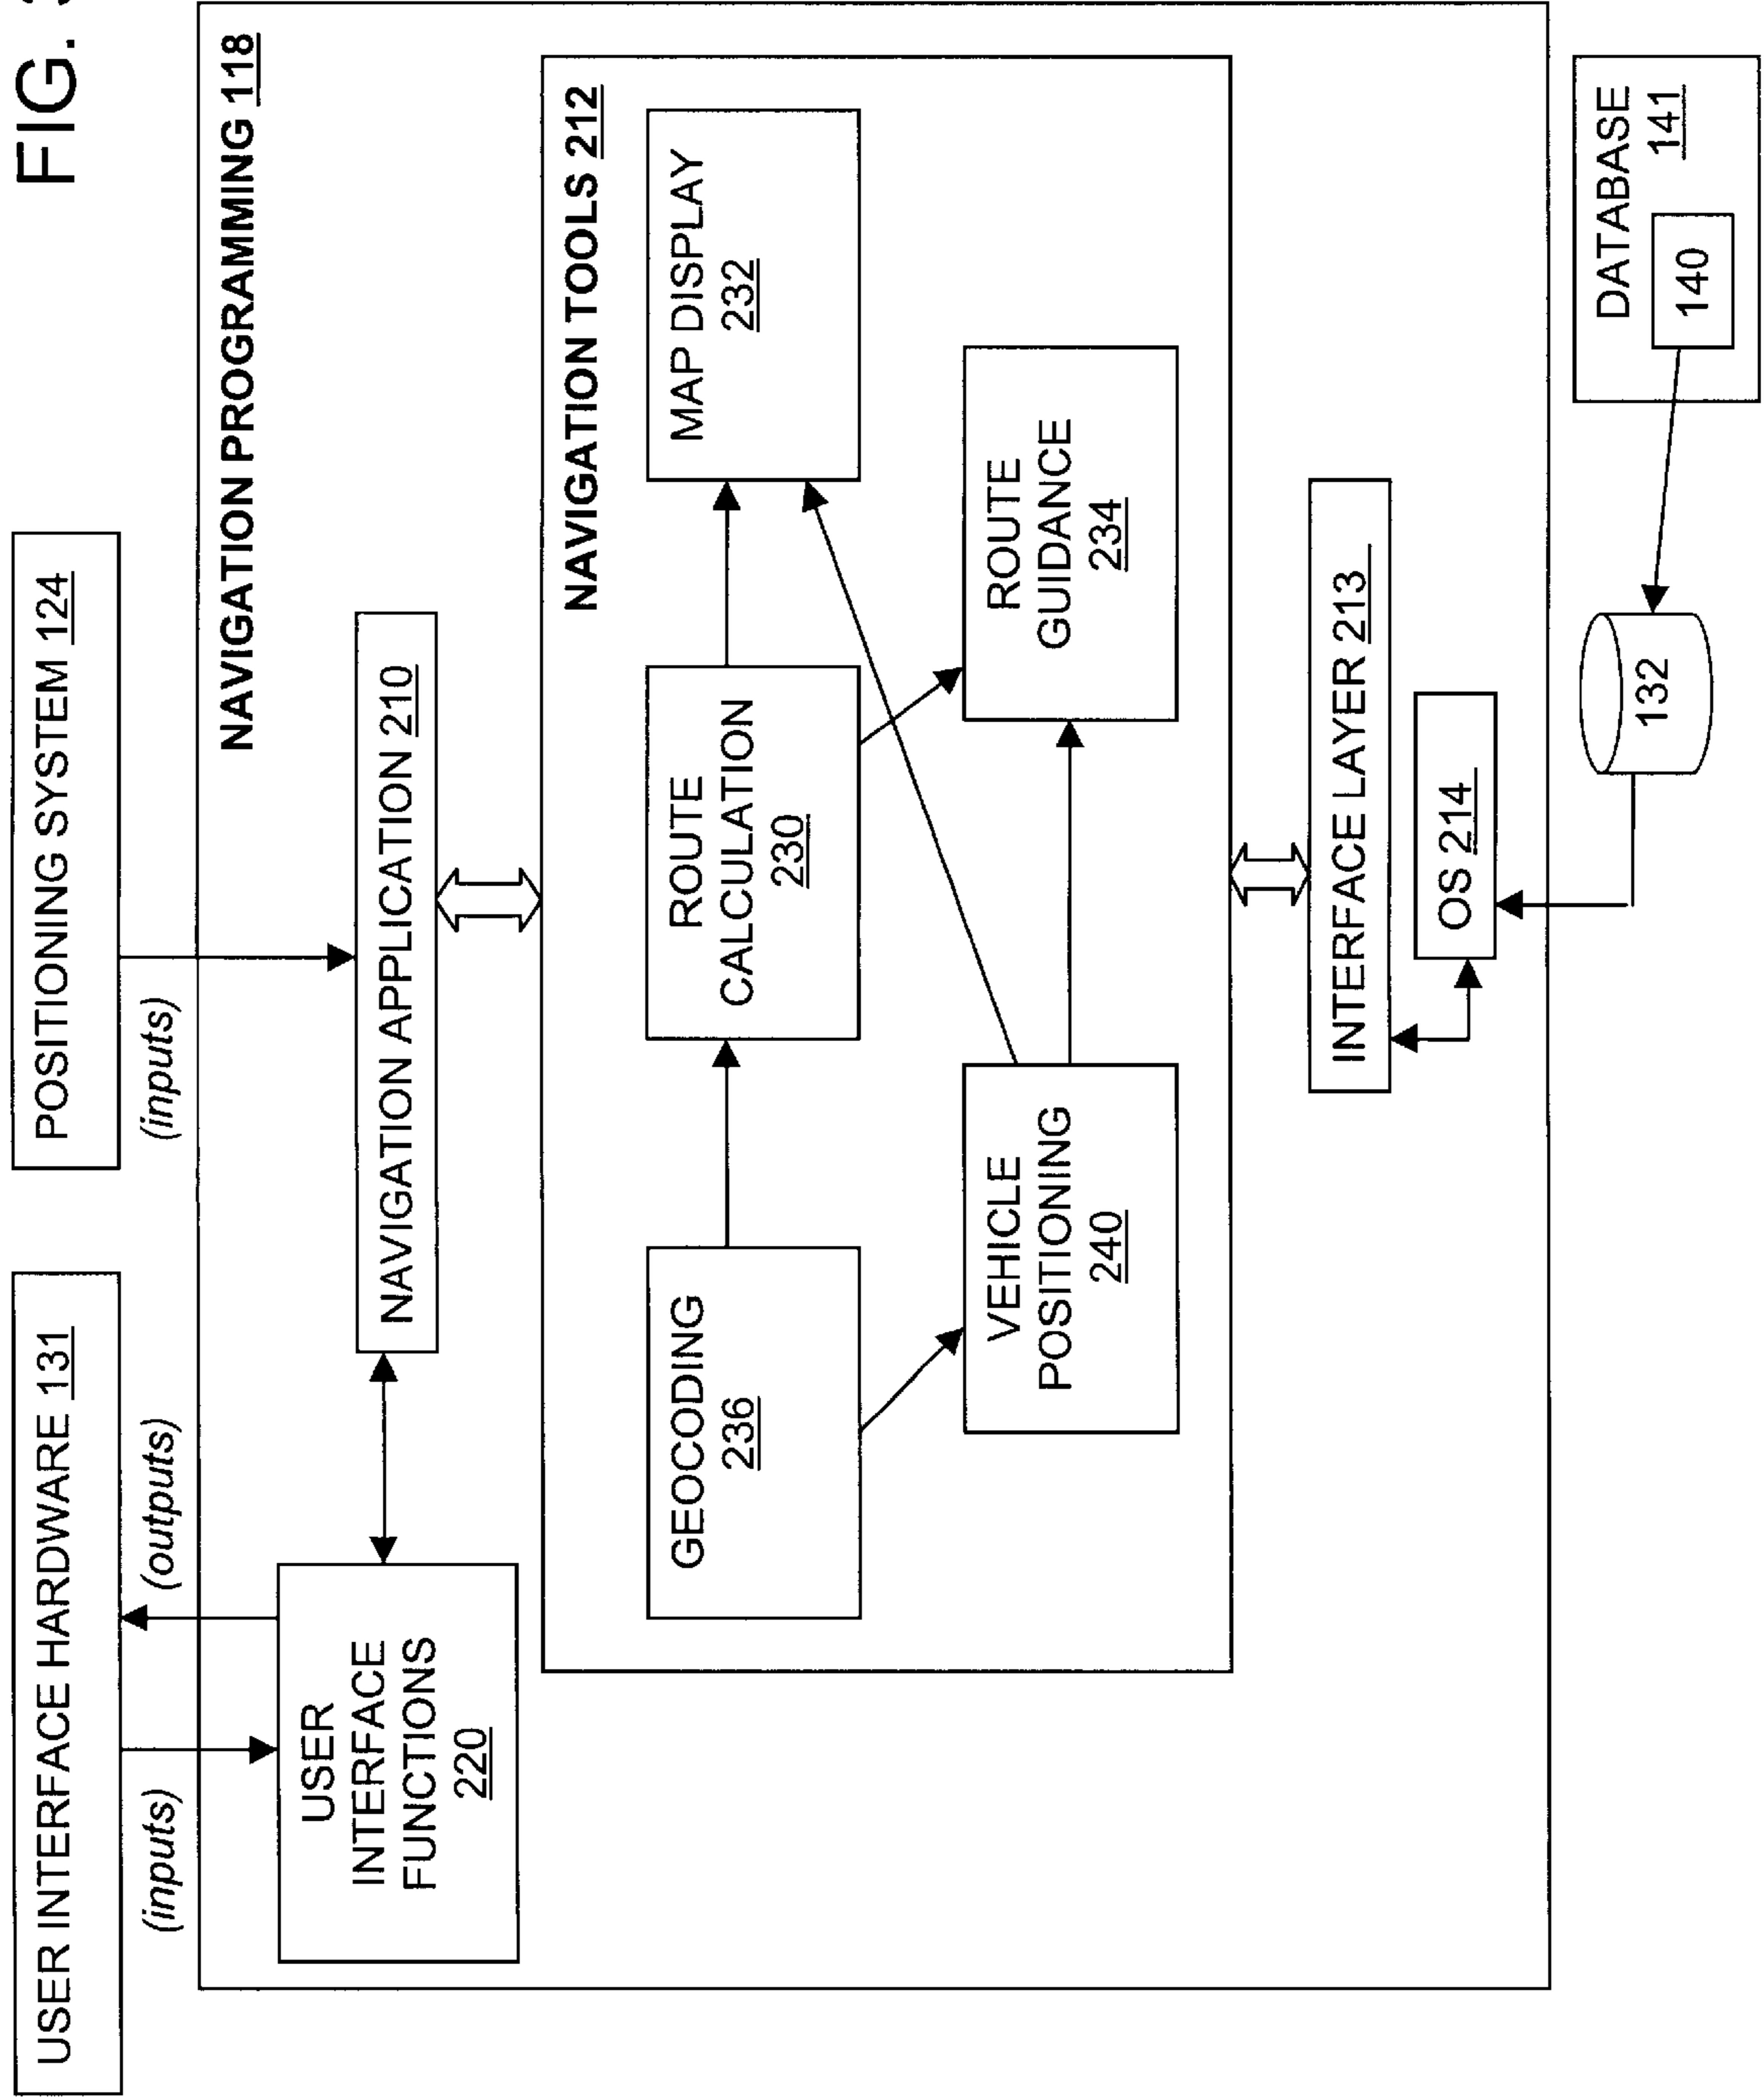 FIG.
USER INTERFACE HARDWARE 131
POSITIONING SYSTEM 124
(inputs)
(outputs)
(inputs)
NAVIGATION PROGRAMMING 118
USER
INTERFACE
FUNCTIONS
220
NAVIGATION APPLICATION 210
NAVIGATION TOOLS 212
GEOCODING
236
ROUTE
CALCULATION
230
MAP DISPLAY
232
VEHICLE
POSITIONING
240
ROUTE
GUIDANCE
234
INTERFACE LAYER 213
OS 214
132
DATABASE
141
140